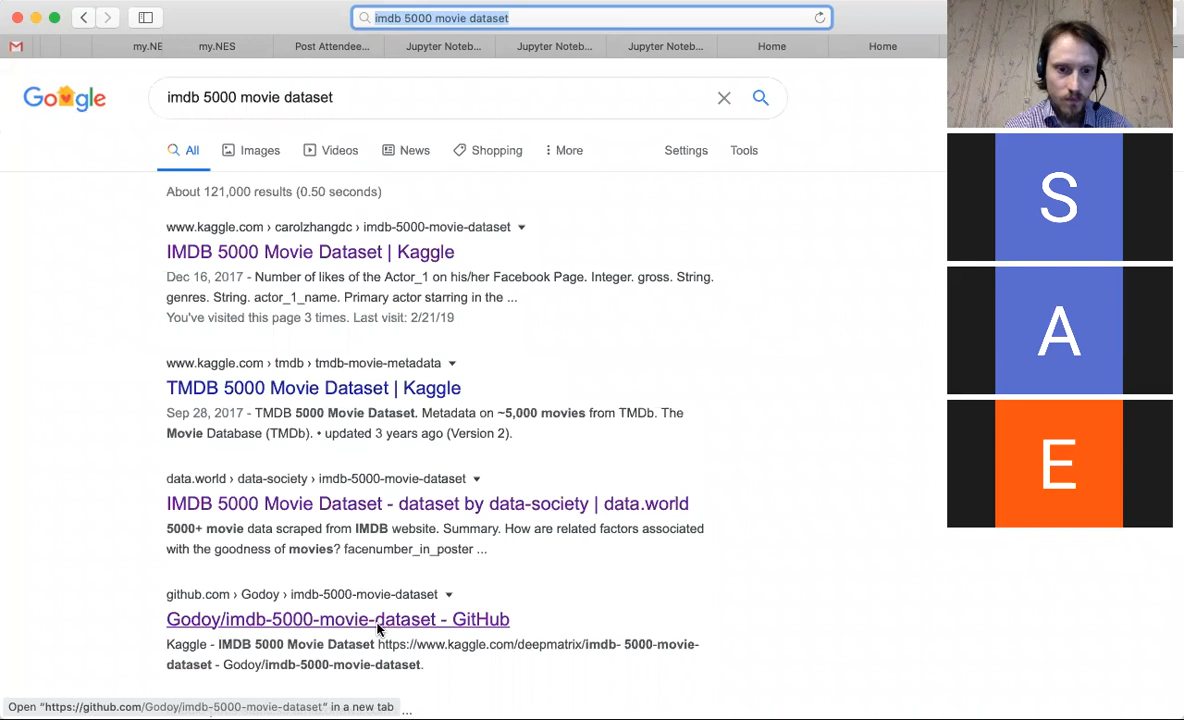 imdb 5000 movie dataset
my.NE
my.NES
Post Attendee...
Jupyter Noteb...
Jupyter Noteb...
Jupyter Noteb...
Home
Home
Google
imdb 5000 movie dataset
All
Images
Videos
News
Shopping
More
Settings
Tools
About 121,000 results (0.50 seconds)
www.kaggle.com › carolzhangdc › imdb-5000-movie-dataset
IMDB 5000 Movie Dataset | Kaggle
Dec 16, 2017 - Number of likes of the Actor_1 on his/her Facebook Page. Integer. gross. String.
genres. String. actor_1_name. Primary actor starring in the ...
You've visited this page 3 times. Last visit: 2/21/19
www.kaggle.com › tmdb › tmdb-movie-metadata
TMDB 5000 Movie Dataset | Kaggle
Sep 28, 2017 - TMDB 5000 Movie Dataset. Metadata on ~5,000 movies from TMDb. The
Movie Database (TMDb). • updated 3 years ago (Version 2).
data.world › data-society › imdb-5000-movie-dataset
IMDB 5000 Movie Dataset - dataset by data-society | data.world
5000+ movie data scraped from IMDB website. Summary. How are related factors associated
with the goodness of movies? facenumber_in_poster ...
github.com › Godoy › imdb-5000-movie-dataset
Godoy/imdb-5000-movie-dataset - GitHub
Kaggle - IMDB 5000 Movie Dataset https://www.kaggle.com/deepmatrix/imdb- 5000-movie-
dataset - Godoy/imdb-5000-movie-dataset.
Open "https://github.com/Godoy/imdb-5000-movie-dataset" in a new tab
...
S
A
E